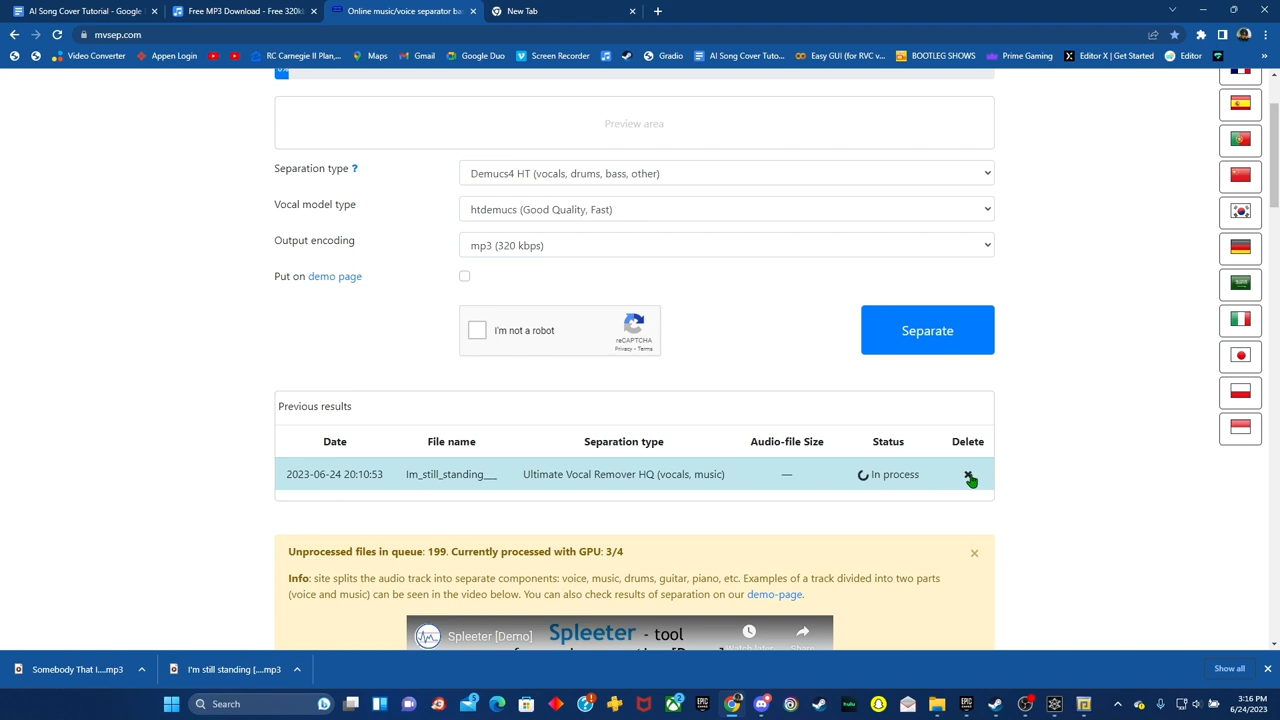 AI Song Cover Tutorial - Google
Free MP3 Download - Free 320k
Online music/voice separator bas
New Tab
mvsep.com
Video Converter
Appen Login
RC Carnegie II Plan,...
Maps
Gmail
Google Duo
Screen Recorder
Gradio
AI Song Cover Tuto...
Easy GUI (for RVC v...
BOOTLEG SHOWS
Prime Gaming
Editor X | Get Started
Editor
»
Preview area
Separation type ?
Demucs4 HT (vocals, drums, bass, other)
Vocal model type
htdemucs (Good Quality, Fast)
Output encoding
mp3 (320 kbps)
Put on demo page
I'm not a robot
reCAPTCHA
Privacy - Terms
Separate
Previous results
Date File name Separation type Audio-file Size Status Delete
2023-06-24 20:10:53 Im_still_standing___ Ultimate Vocal Remover HQ (vocals, music) — In process
Unprocessed files in queue: 199. Currently processed with GPU: 3/4
Info: site splits the audio track into separate components: voice, music, drums, guitar, piano, etc. Examples of a track divided into two parts
(voice and music) can be seen in the video below. You can also check results of separation on our demo-page.
Spleeter [Demo]
Spleeter - tool
Watch later
Share
Somebody That I....mp3
I'm still standing [....mp3
Show all
Search
3:16 PM
6/24/2023